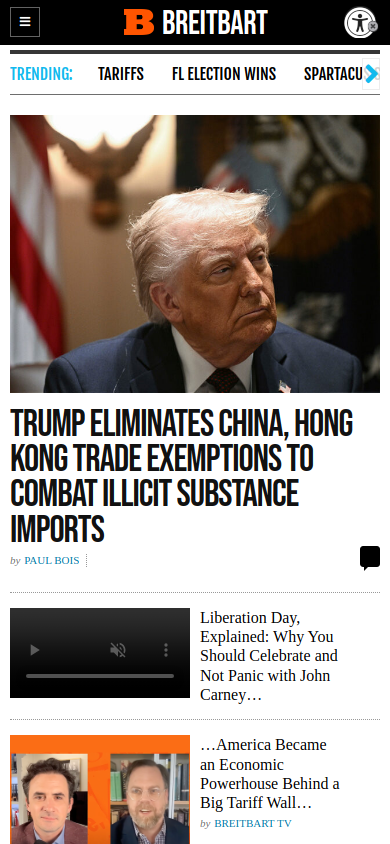 BREITBART
TRENDING:
TARIFFS
FL ELECTION WINS
SPARTACU
TRUMP ELIMINATES CHINA, HONG
KONG TRADE EXEMPTIONS TO
COMBAT ILLICIT SUBSTANCE
IMPORTS
by PAUL BOIS
Liberation Day,
Explained: Why You
Should Celebrate and
Not Panic with John
Carney…
…America Became
an Economic
Powerhouse Behind a
Big Tariff Wall…
by BREITBART TV